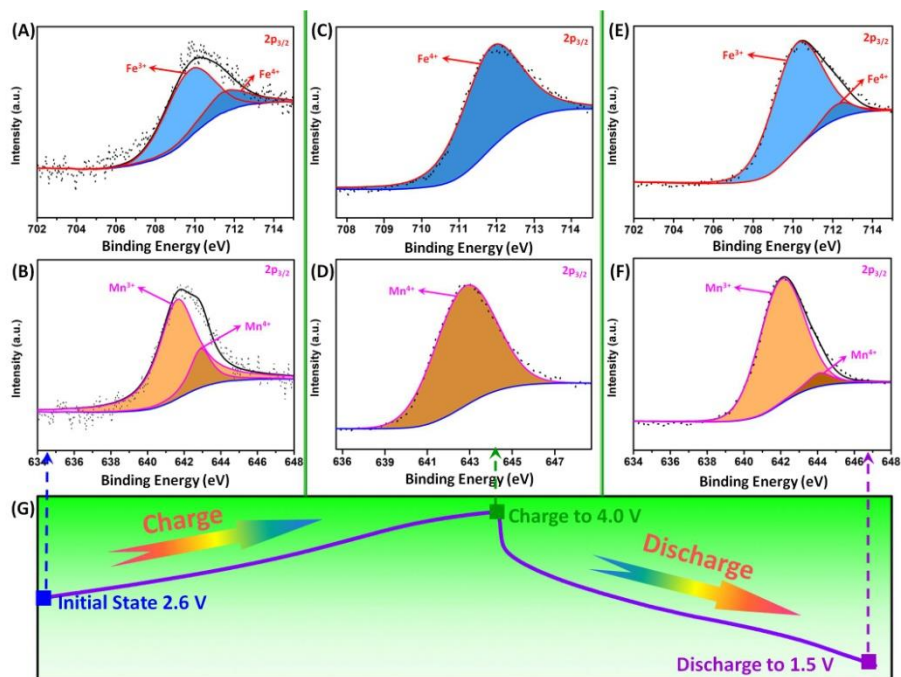 (A)
2p3/2
Fe3+
Fe4+
Intensity (a.u.)
702 704 706 708 710 712 714
Binding Energy (eV)
(C)
2p3/2
Fe4+
Intensity (a.u.)
708 709 710 711 712 713 714
Binding Energy (eV)
(E)
2p3/2
Fe3+
Fe4+
Intensity (a.u.)
702 704 706 708 710 712 714
Binding Energy (eV)
(B)
2p3/2
Mn3+
Mn4+
Intensity (a.u.)
634 636 638 640 642 644 646 648
Binding Energy (eV)
(D)
2p3/2
Mn4+
Intensity (a.u.)
636 639 641 643 645 647
Binding Energy (eV)
(F)
2p3/2
Mn3+
Mn4+
Intensity (a.u.)
634 636 638 640 642 644 646 648
Binding Energy (eV)
(G)
Charge
Charge to 4.0 V
Discharge
Initial State 2.6 V
Discharge to 1.5 V